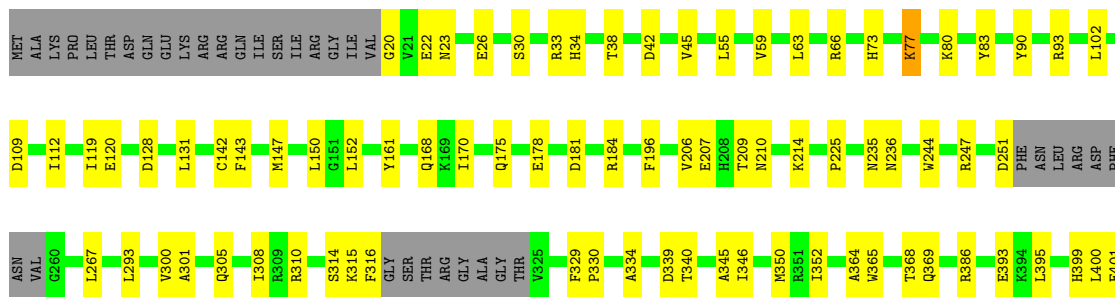 MET ALA LYS PRO LEU THR ASP GLN GLU LYS ARG ARG GLN ILE SER ILE ARG GLY ILE VAL G20 V21 E22 N23 E26 S30 R33 H34 T38 D42 V45 L55 V59 L63 R66 H73 K77 K80 Y83 Y90 R93 L102
D109 I112 I119 E120 D128 L131 C142 F143 M147 L150 G151 L152 Y161 Q168 K169 I170 Q175 E178 D181 R184 F196 V206 E207 H208 T209 N210 K214 P225 N235 N236 W244 R247 D251 PHE ASN LEU ARG ASP PHE
ASN VAL G260 L267 L293 V300 A301 Q305 I308 R309 R310 S314 K315 F316 GLY SER THR ARG GLY ALA GLY THR V325 F329 P330 A334 D339 T340 A345 I346 M350 R351 I352 A364 W365 T368 Q369 R386 E393 K394 L395 H399 L400